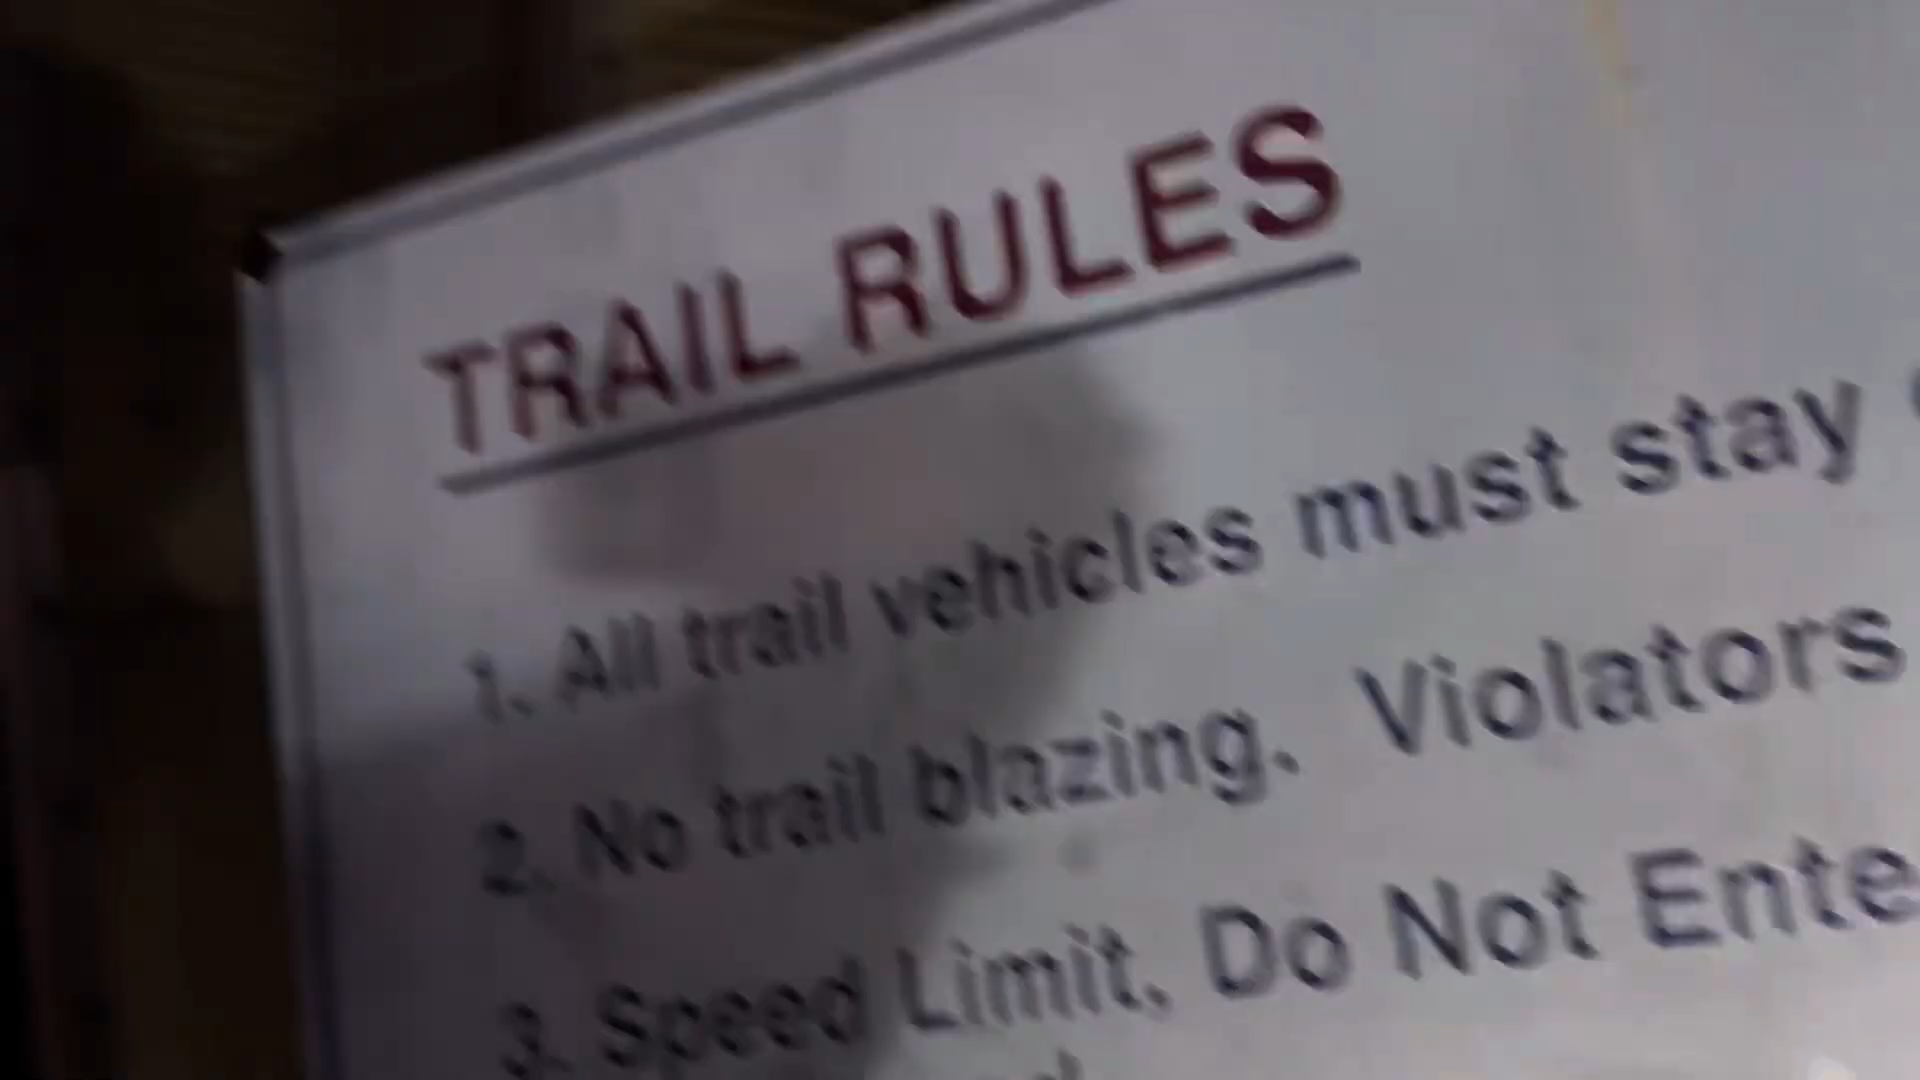 TRAIL RULES
1. All trail vehicles must stay
2. No trail blazing. Violators
3. Speed Limit. Do Not Ente